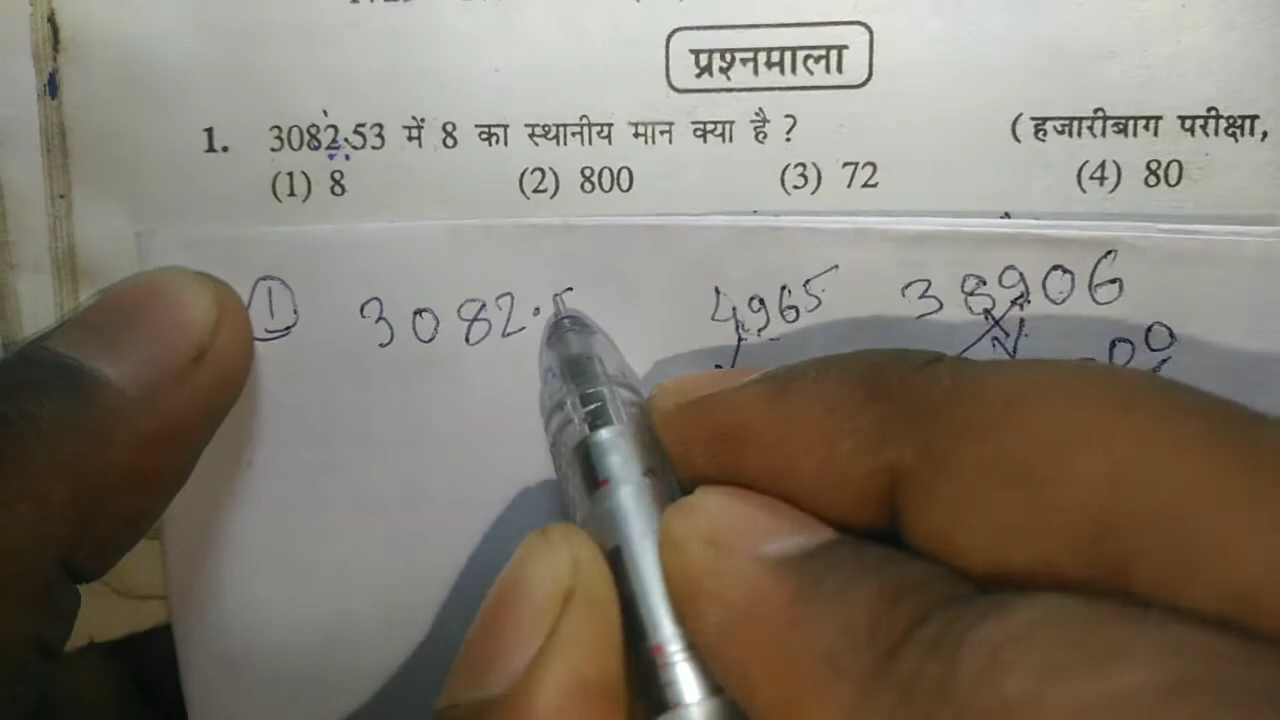 प्रश्नमाला
1. 3082.53 में 8 का स्थानीय मान क्या है ? (हजारीबाग परीक्षा,
(1) 8 (2) 800 (3) 72 (4) 80
① 3082.5 4965 38906
00